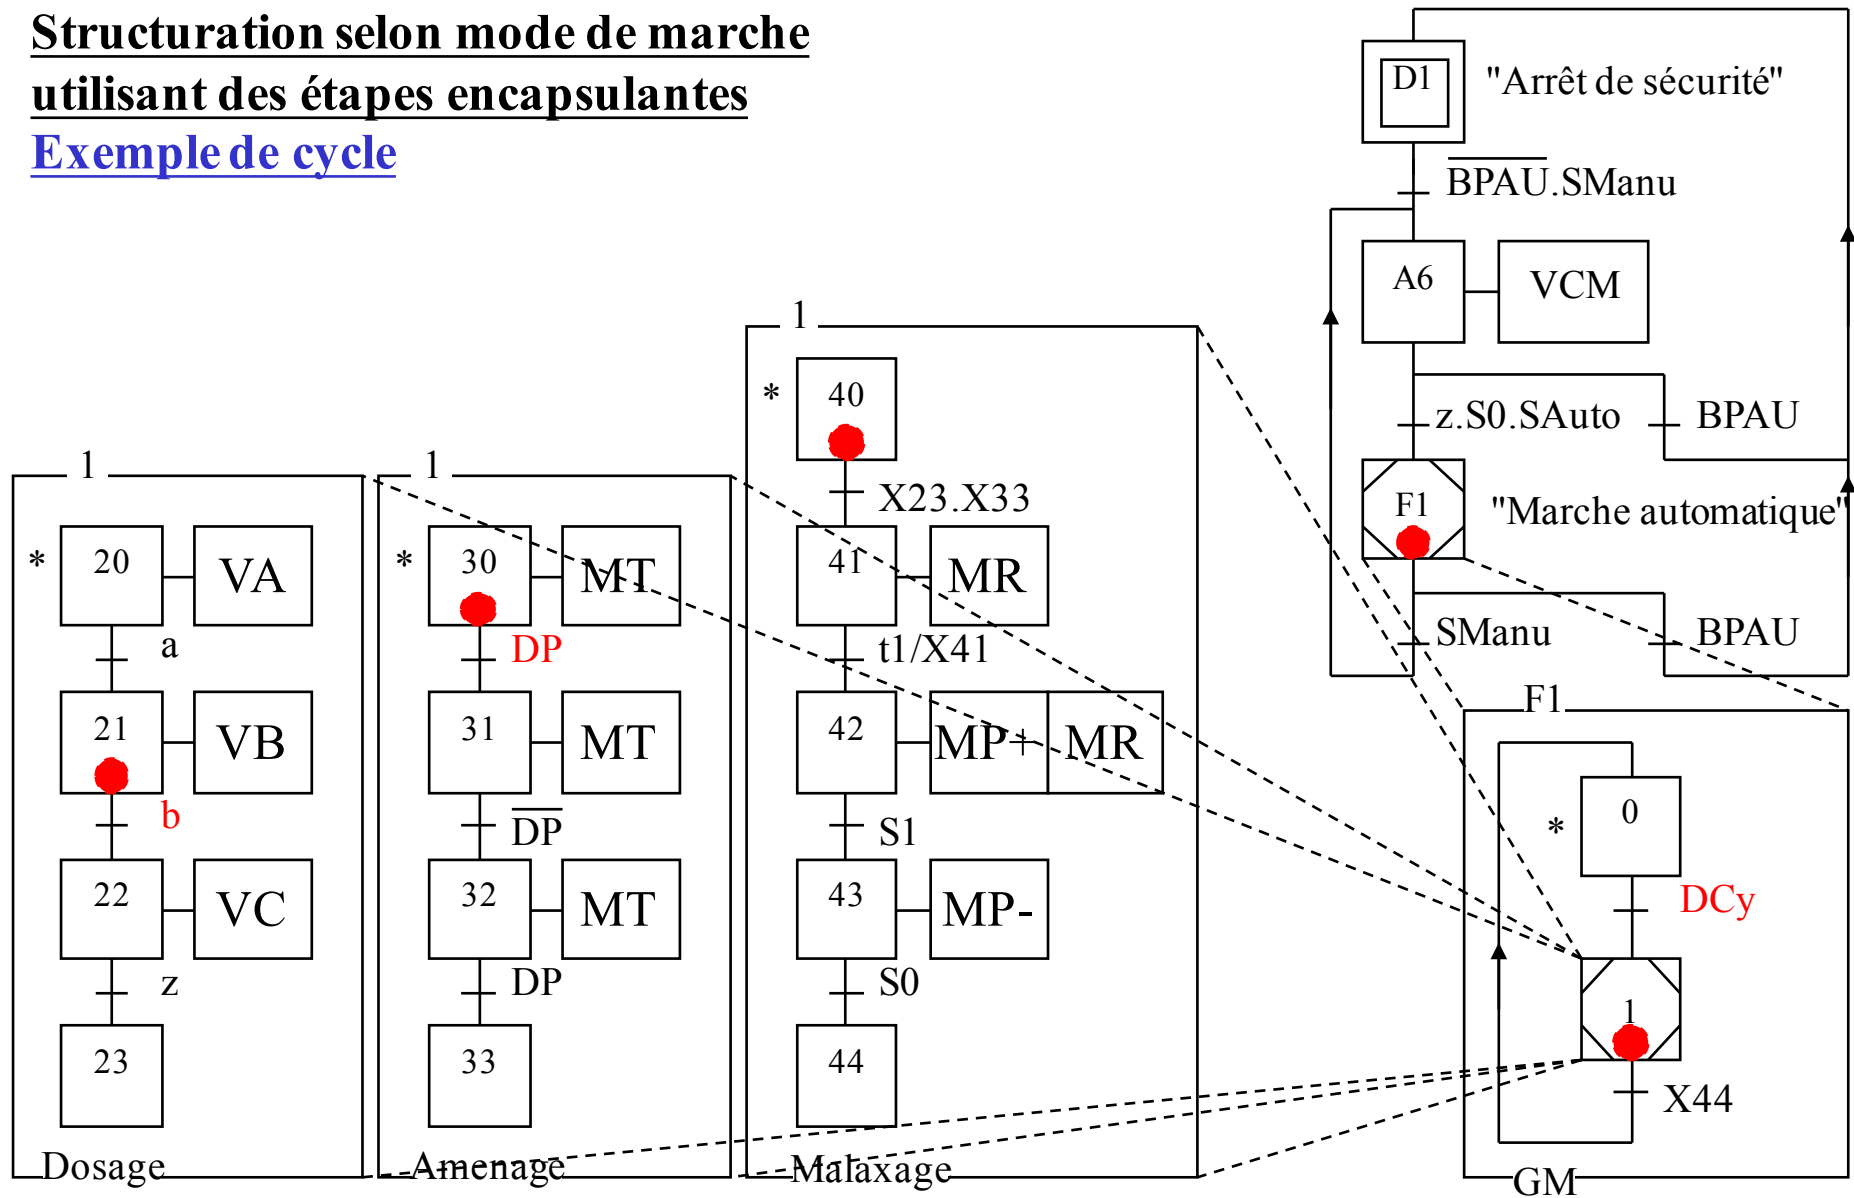 Structuration selon mode de marche
utilisant des étapes encapsulantes
Exemple de cycle
D1
"Arrêt de sécurité"
B̅P̅A̅U̅.SManu
A6
VCM
z.S0.SAuto
BPAU
F1
"Marche automatique"
SManu
BPAU
1
*
20
VA
a
21
VB
b
22
VC
z
23
Dosage
1
*
30
MT
DP
31
MT
D̅P̅
32
MT
DP
33
Amenage
1
*
40
X23.X33
41
MR
t1/X41
42
MP+
MR
S1
43
MP-
S0
44
Malaxage
F1
*
0
DCy
1
X44
GM